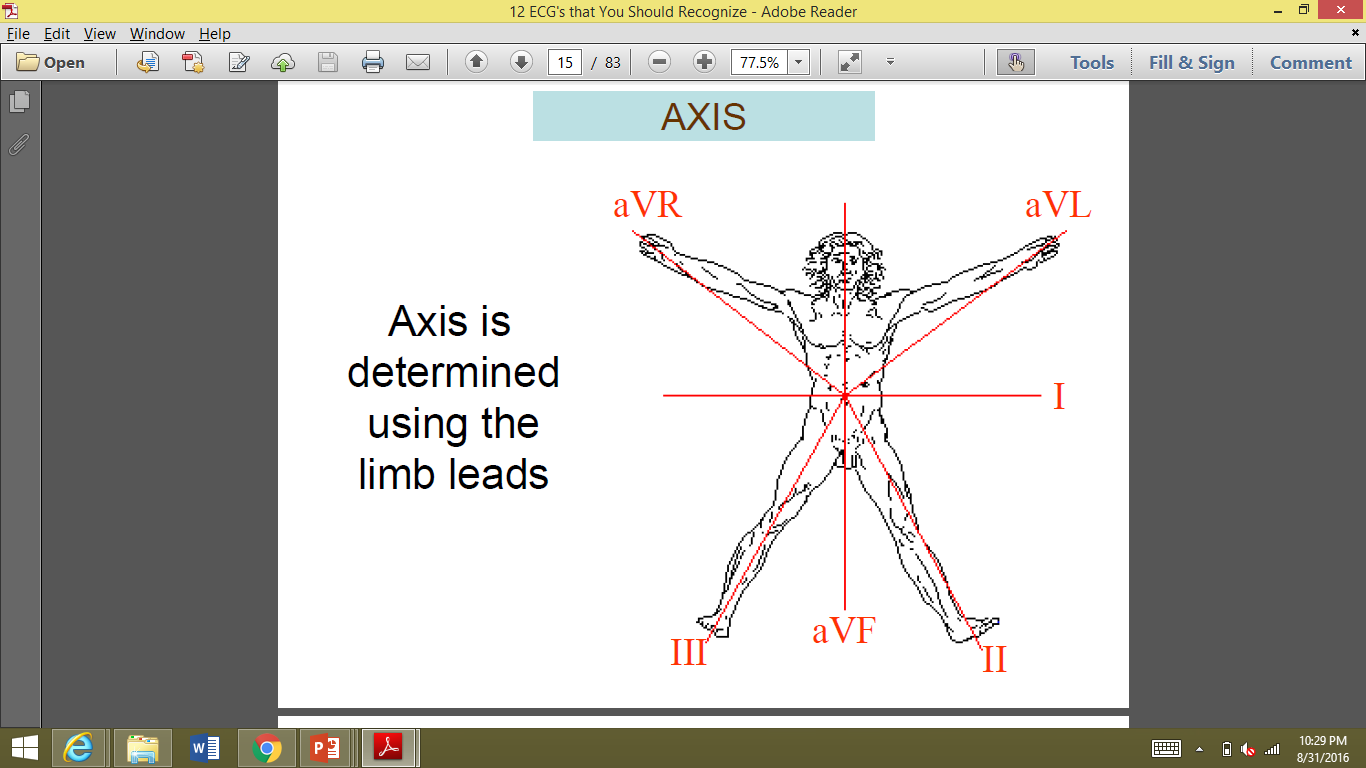 12 ECG's that You Should Recognize - Adobe Reader
File Edit View Window Help
Open 15 / 83 77.5% Tools Fill & Sign Comment
AXIS
aVR aVL
Axis is
determined
using the
limb leads
I
aVF
III II
10:29 PM
8/31/2016